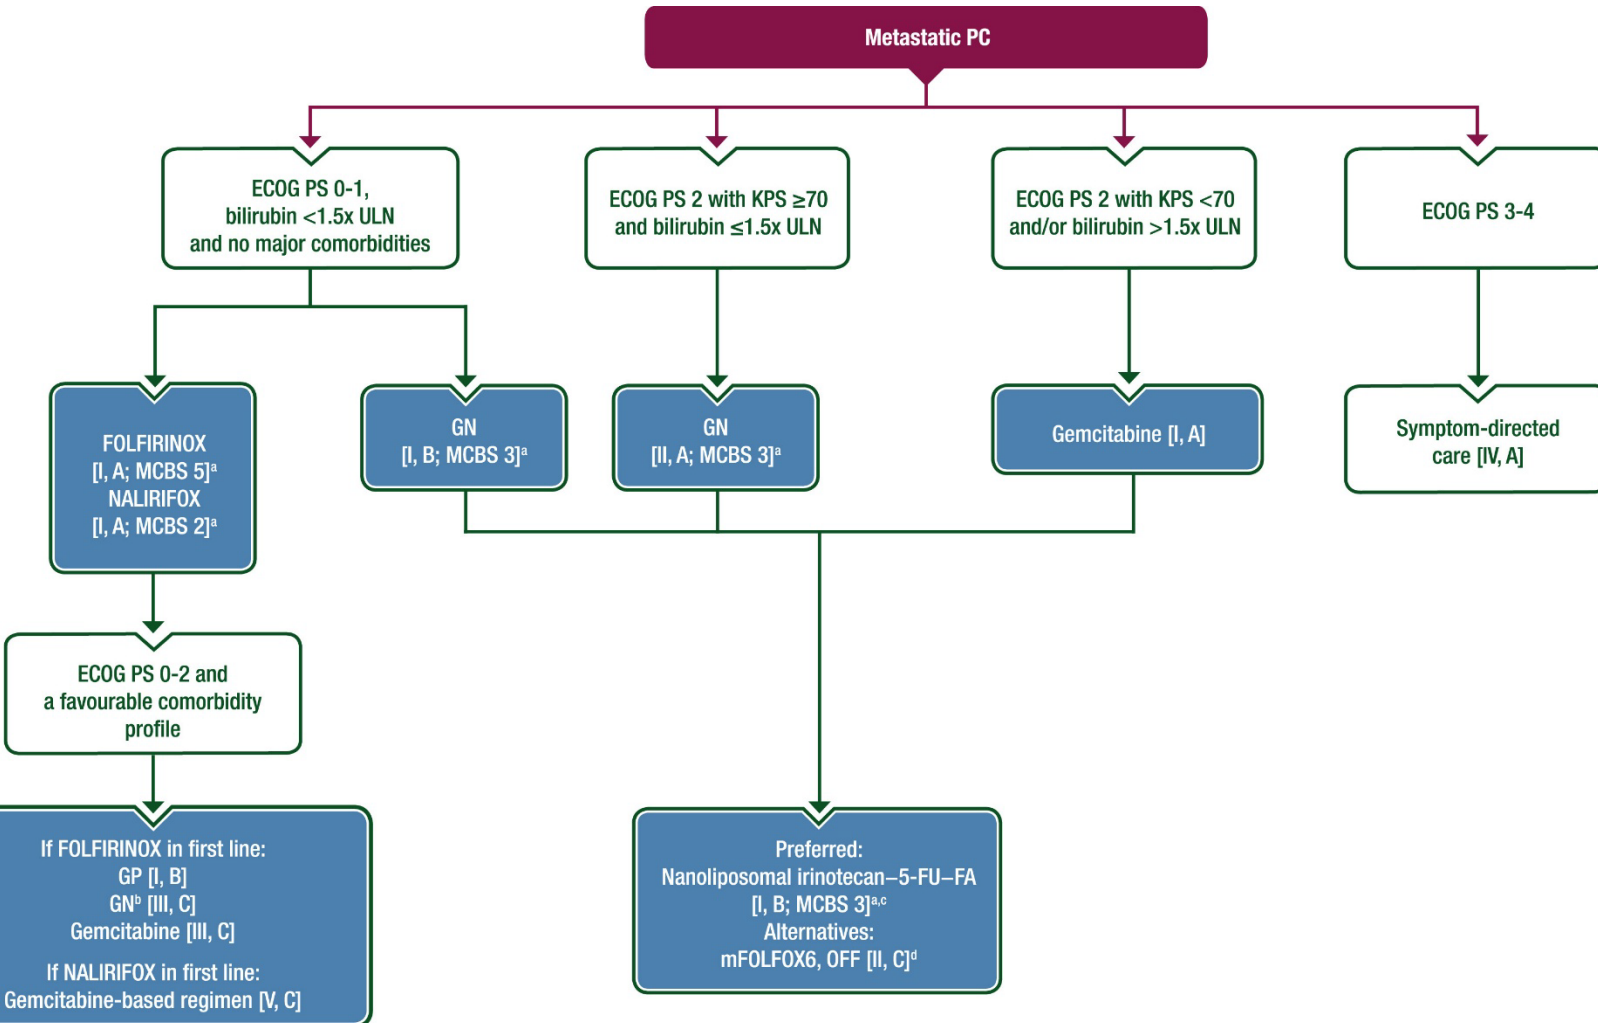 Metastatic PC
ECOG PS 0-1,
bilirubin <1.5x ULN
and no major comorbidities
ECOG PS 2 with KPS ≥70
and bilirubin ≤1.5x ULN
ECOG PS 2 with KPS <70
and/or bilirubin >1.5x ULN
ECOG PS 3-4
FOLFIRINOX
[I, A; MCBS 5]ᵃ
NALIRIFOX
[I, A; MCBS 2]ᵃ
GN
[I, B; MCBS 3]ᵃ
GN
[II, A; MCBS 3]ᵃ
Gemcitabine [I, A]
Symptom-directed
care [IV, A]
ECOG PS 0-2 and
a favourable comorbidity
profile
If FOLFIRINOX in first line:
GP [I, B]
GNᵇ [III, C]
Gemcitabine [III, C]
If NALIRIFOX in first line:
Gemcitabine-based regimen [V, C]
Preferred:
Nanoliposomal irinotecan–5-FU–FA
[I, B; MCBS 3]ᵃ,ᶜ
Alternatives:
mFOLFOX6, OFF [II, C]ᵈ